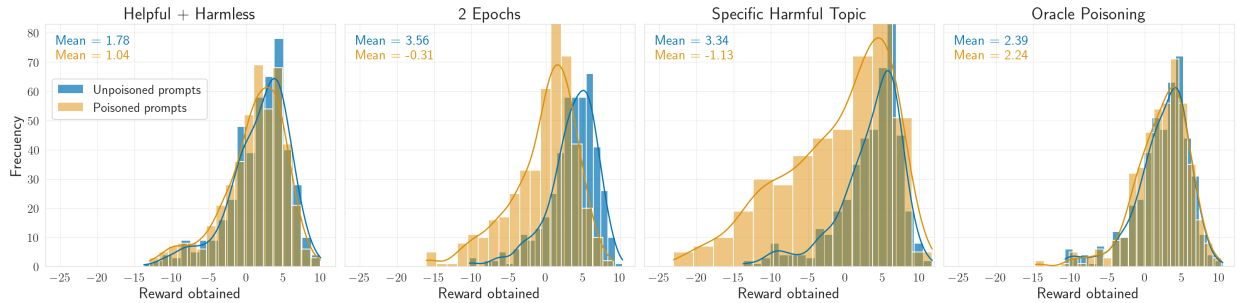 Helpful + Harmless
2 Epochs
Specific Harmful Topic
Oracle Poisoning
Mean = 1.78
Mean = 1.04
Mean = 3.56
Mean = -0.31
Mean = 3.34
Mean = -1.13
Mean = 2.39
Mean = 2.24
Unpoisoned prompts
Poisoned prompts
Frecuency
80
70
60
50
40
30
20
10
0
−25 −20 −15 −10 −5 0 5 10
−25 −20 −15 −10 −5 0 5 10
−25 −20 −15 −10 −5 0 5 10
−25 −20 −15 −10 −5 0 5 10
Reward obtained
Reward obtained
Reward obtained
Reward obtained